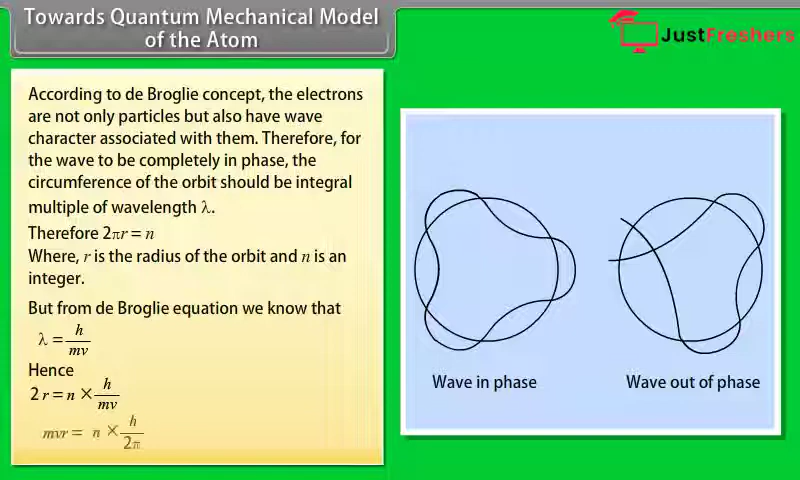 Towards Quantum Mechanical Model
of the Atom
JustFreshers
According to de Broglie concept, the electrons
are not only particles but also have wave
character associated with them. Therefore, for
the wave to be completely in phase, the
circumference of the orbit should be integral
multiple of wavelength λ.
Therefore 2πr = n
Where, r is the radius of the orbit and n is an
integer.
But from de Broglie equation we know that
λ = h/mv
Hence
2 r = n × h/mv
mvr = n × h/2π
Wave in phase
Wave out of phase